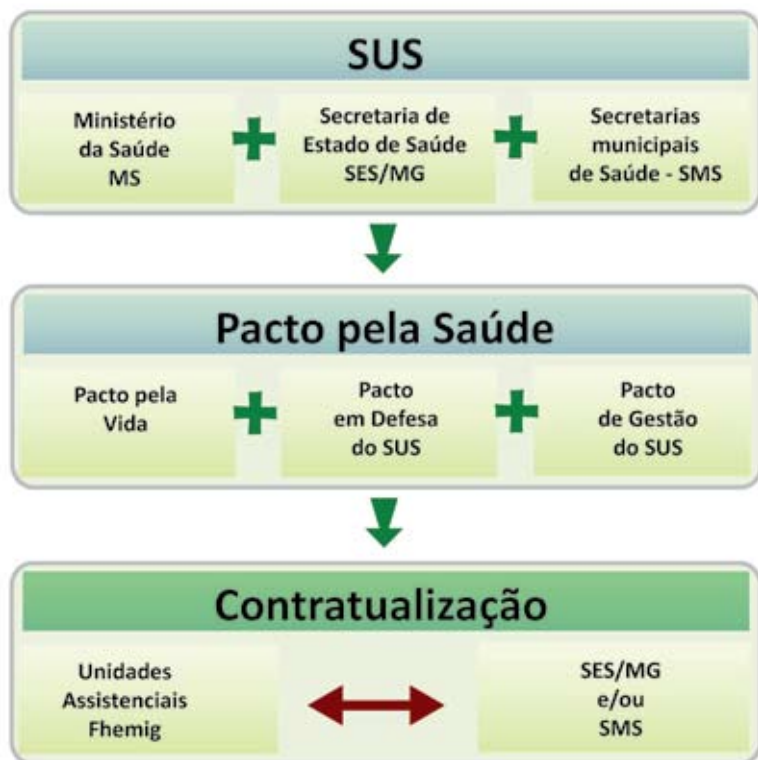 SUS
Ministério
da Saúde
MS
Secretaria de
Estado de Saúde
SES/MG
Secretarias
municipais
de Saúde - SMS
Pacto pela Saúde
Pacto pela
Vida
Pacto
em Defesa
do SUS
Pacto
de Gestão
do SUS
Contratualização
Unidades
Assistenciais
Fhemig
SES/MG
e/ou
SMS